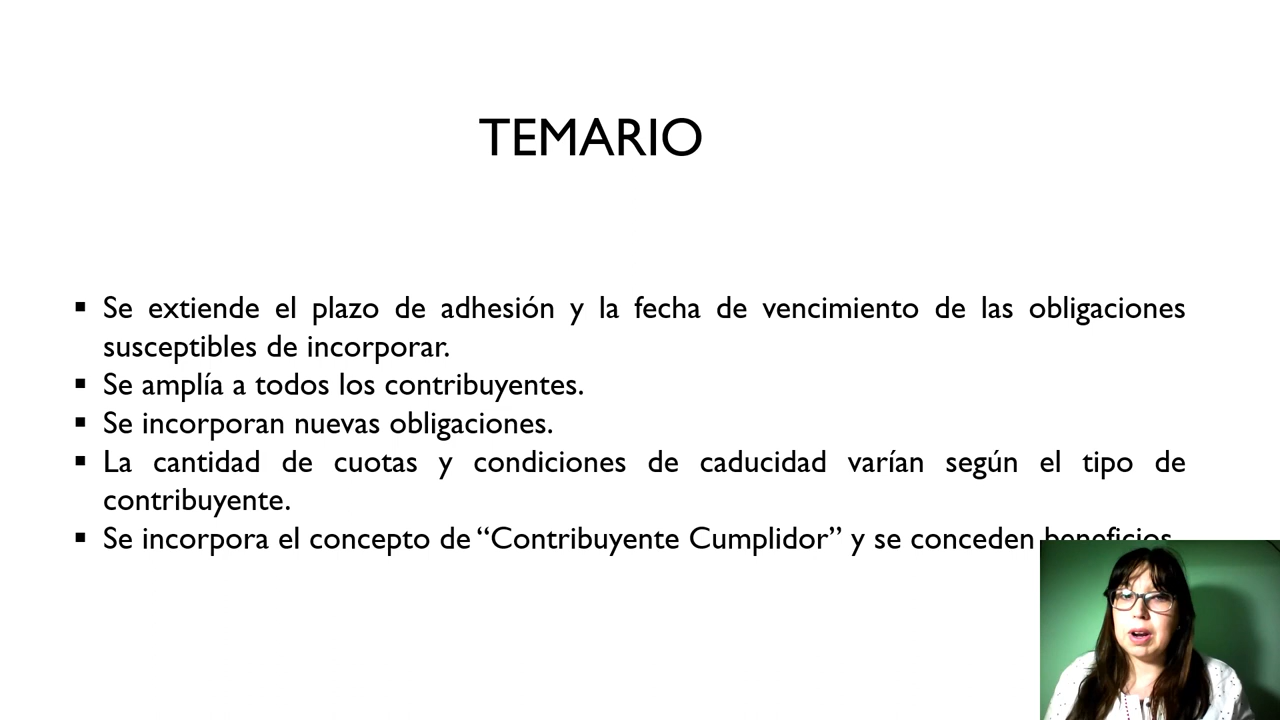 TEMARIO
▪ Se extiende el plazo de adhesión y la fecha de vencimiento de las obligaciones
susceptibles de incorporar.
▪ Se amplía a todos los contribuyentes.
▪ Se incorporan nuevas obligaciones.
▪ La cantidad de cuotas y condiciones de caducidad varían según el tipo de
contribuyente.
▪ Se incorpora el concepto de “Contribuyente Cumplidor” y se conceden beneficios.